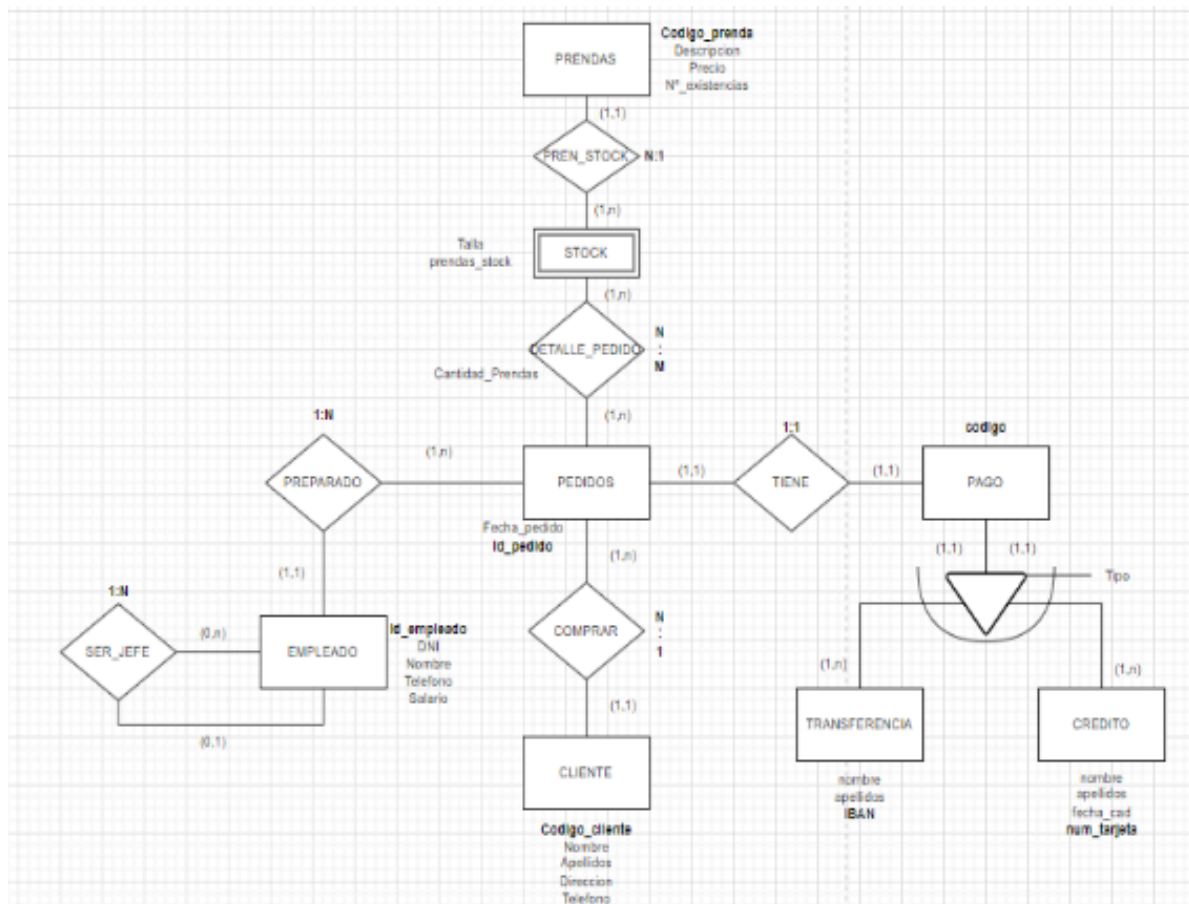 PRENDAS
Codigo_prenda
Descripcion
Precio
Nº_existencias
(1,1)
PREN_STOCK
N:1
(1,n)
Talla
prendas_stock
STOCK
(1,n)
DETALLE_PEDIDO
N
:
M
Cantidad_Prendas
(1,n)
1:N
PREPARADO
(1,n)
PEDIDOS
Fecha_pedido
Id_pedido
(1,1)
1:1
TIENE
(1,1)
codigo
PAGO
(1,1)
(1,1)
Tipo
(1,1)
(1,n)
1:N
SER_JEFE
(0,n)
EMPLEADO
Id_empleado
DNI
Nombre
Telefono
Salario
(0,1)
COMPRAR
N
:
1
(1,1)
CLIENTE
Codigo_cliente
Nombre
Apellidos
Direccion
Telefono
(1,n)
TRANSFERENCIA
nombre
apellidos
IBAN
(1,n)
CREDITO
nombre
apellidos
fecha_cad
num_tarjeta